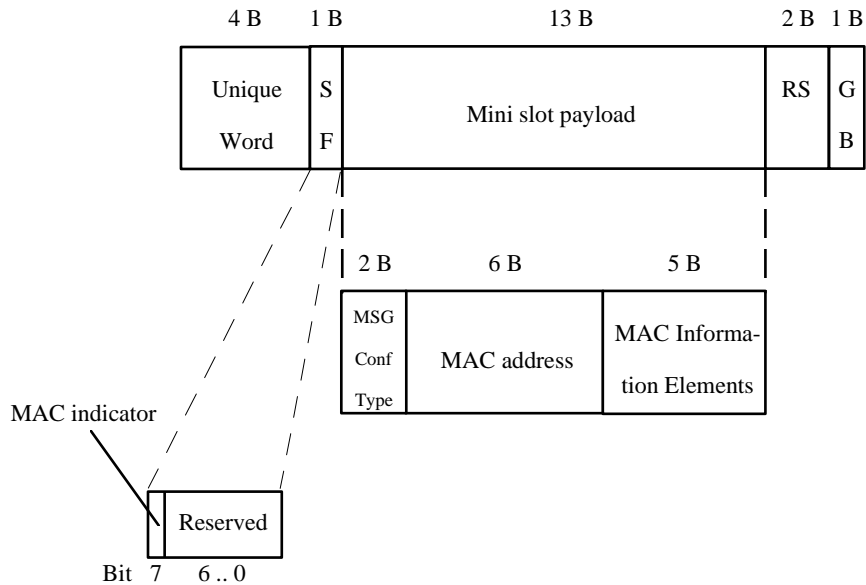 4 B 1 B 13 B 2 B 1 B
Unique
Word
S
F
Mini slot payload
RS
G
B
2 B 6 B 5 B
MSG
Conf
Type
MAC address
MAC Informa-
tion Elements
MAC indicator
Reserved
Bit 7 6 .. 0